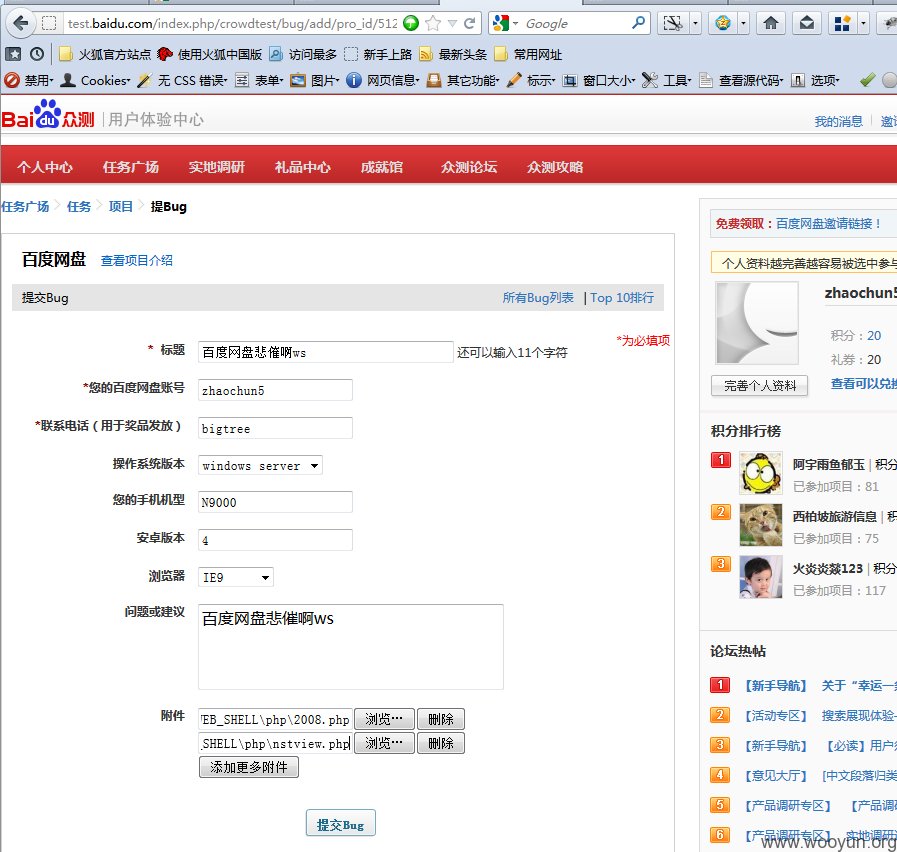 test.baidu.com/index.php/crowdtest/bug/add/pro_id/512
Google
火狐官方站点 使用火狐中国版 访问最多 新手上路 最新头条 常用网址
禁用· Cookies· 无 CSS 错误· 表单· 图片· 网页信息· 其它功能· 标示· 窗口大小· 工具· 查看源代码· 选项·
Bai du 众测 | 用户体验中心
我的消息 | 邀
个人中心 任务广场 实地调研 礼品中心 成就馆 众测论坛 众测攻略
任务广场 任务 项目 提Bug
百度网盘 查看项目介绍
提交Bug 所有Bug列表 | Top 10排行
*为必填项
* 标题 百度网盘悲催啊ws 还可以输入11个字符
*您的百度网盘账号 zhaochun5
*联系电话（用于奖品发放） bigtree
操作系统版本 windows server
您的手机机型 N9000
安卓版本 4
浏览器 IE9
问题或建议 百度网盘悲催啊ws
附件 EB_SHELL\php\2008.php 浏览… 删除
_SHELL\php\nstview.php 浏览… 删除
添加更多附件
提交Bug
免费领取：百度网盘邀请链接！
个人资料越完善越容易被选中参与
zhaochun5
积分：20
礼券：20
完善个人资料 查看可以兑换
积分排行榜
1 阿宇雨鱼郁玉 | 积分
已参加项目：81
2 西柏坡旅游信息 | 积
已参加项目：75
3 火炎焱燚123 | 积分
已参加项目：117
论坛热帖
1 【新手导航】 关于“幸运一
2 【活动专区】 搜索展现体验
3 【新手导航】 【必读】用户
4 【意见大厅】 [中文段落归类
5 【产品调研专区】 【产品调
6 【产品调研专区】 实地调研
www.wooyun.org